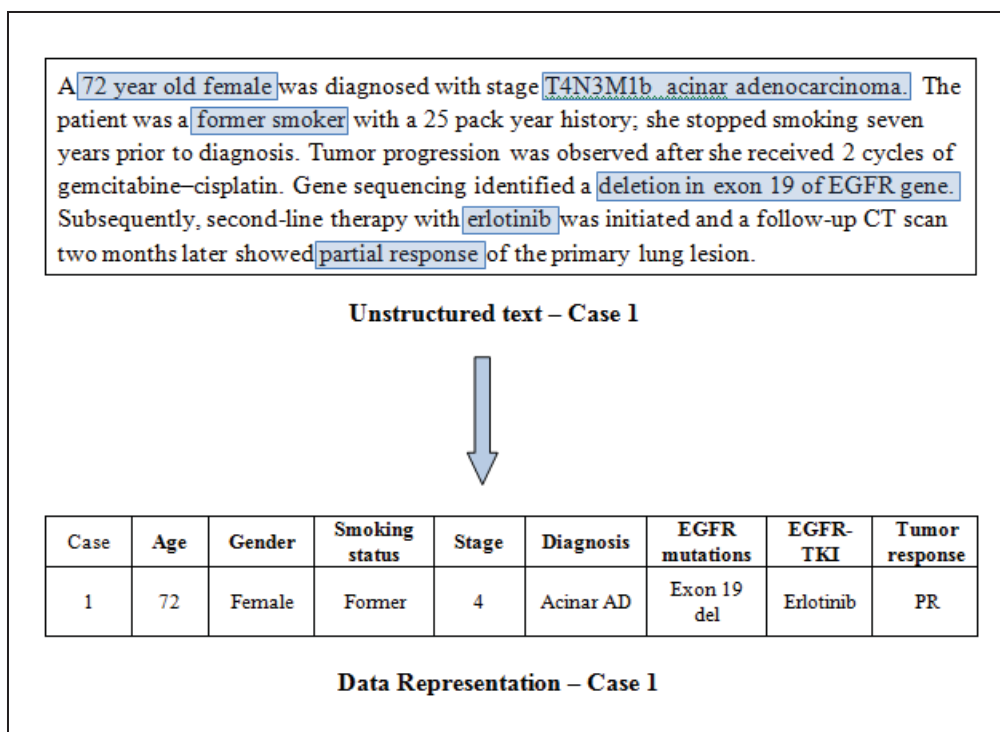 A 72 year old female was diagnosed with stage T4N3M1b acinar adenocarcinoma. The
patient was a former smoker with a 25 pack year history; she stopped smoking seven
years prior to diagnosis. Tumor progression was observed after she received 2 cycles of
gemcitabine–cisplatin. Gene sequencing identified a deletion in exon 19 of EGFR gene.
Subsequently, second-line therapy with erlotinib was initiated and a follow-up CT scan
two months later showed partial response of the primary lung lesion.
Unstructured text – Case 1
Case Age Gender Smoking status Stage Diagnosis EGFR mutations EGFR-TKI Tumor response
1 72 Female Former 4 Acinar AD Exon 19 del Erlotinib PR
Data Representation – Case 1